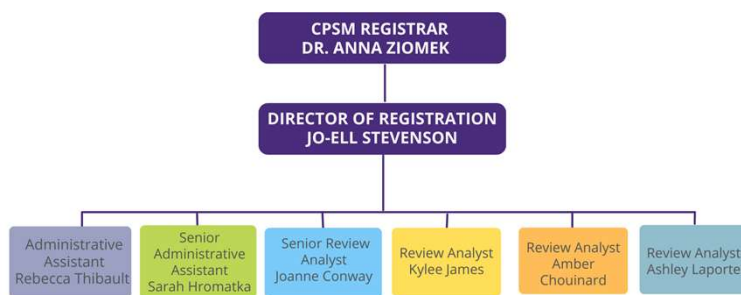 CPSM REGISTRAR
DR. ANNA ZIOMEK
DIRECTOR OF REGISTRATION
JO-ELL STEVENSON
Administrative
Assistant
Rebecca Thibault
Senior
Administrative
Assistant
Sarah Hromatka
Senior Review
Analyst
Joanne Conway
Review Analyst
Kylee James
Review Analyst
Amber
Chouinard
Review Analyst
Ashley Laporte